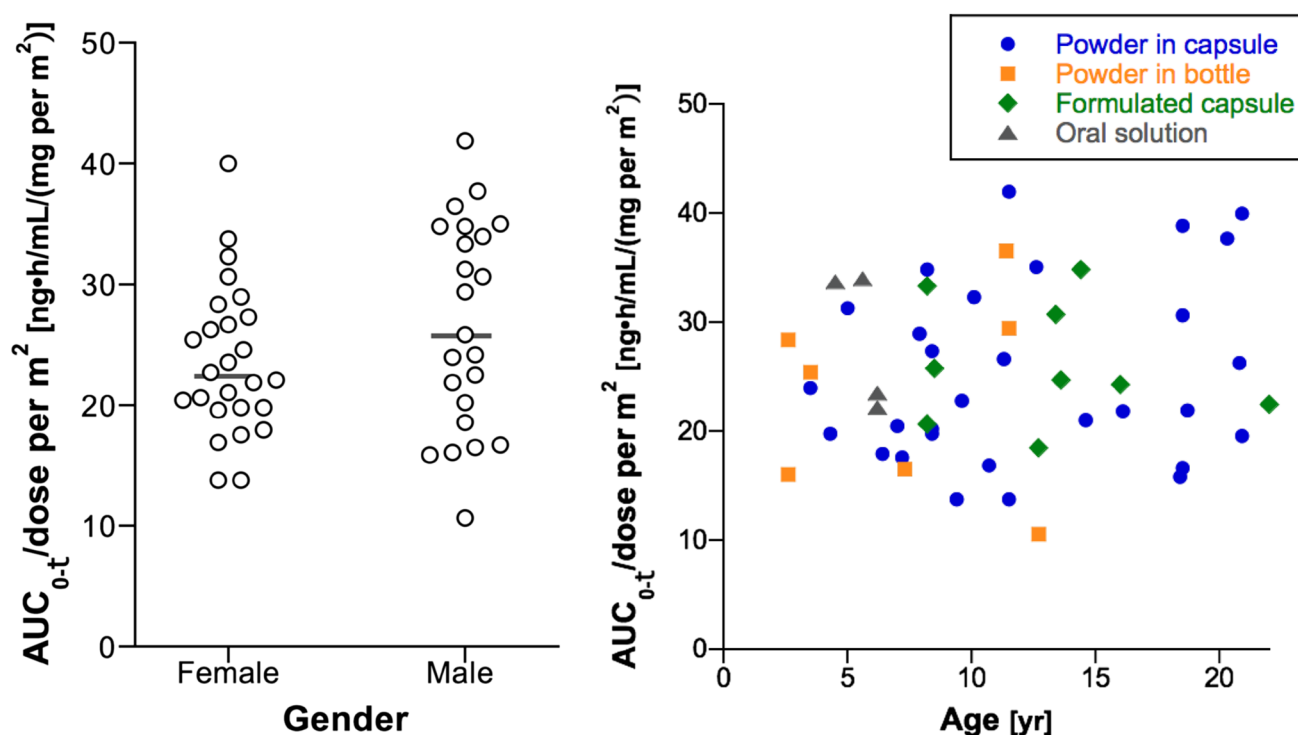 AUC0-t/dose per m2 [ng•h/mL/(mg per m2)]
50
40
30
20
10
0
Female Male
Gender
Powder in capsule
Powder in bottle
Formulated capsule
Oral solution
AUC0-t/dose per m2 [ng•h/mL/(mg per m2)]
50
40
30
20
10
0
0 5 10 15 20
Age [yr]